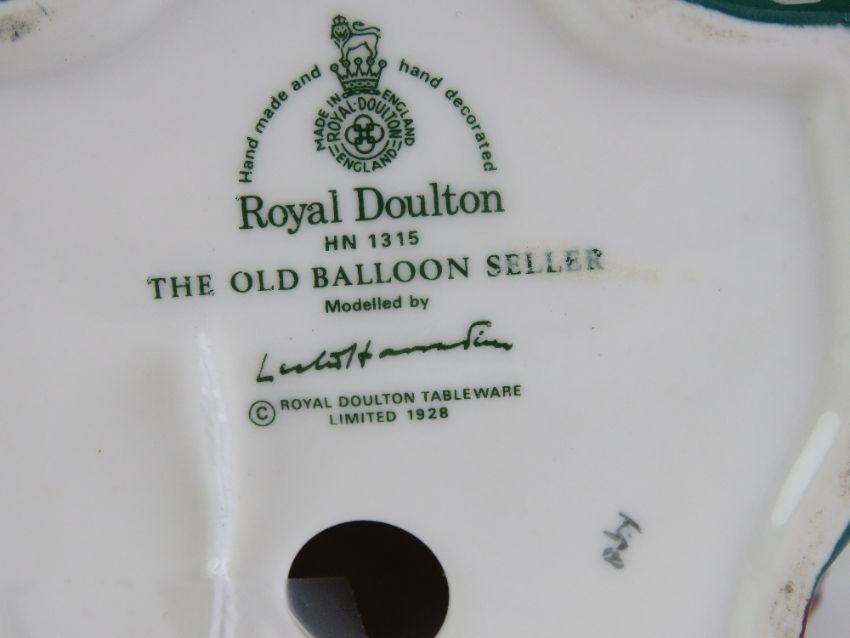 Hand made and hand decorated
MADE IN ENGLAND
ROYAL·DOULTON
ENGLAND
Royal Doulton
HN 1315
THE OLD BALLOON SELLER
Modelled by
© ROYAL DOULTON TABLEWARE
LIMITED 1928